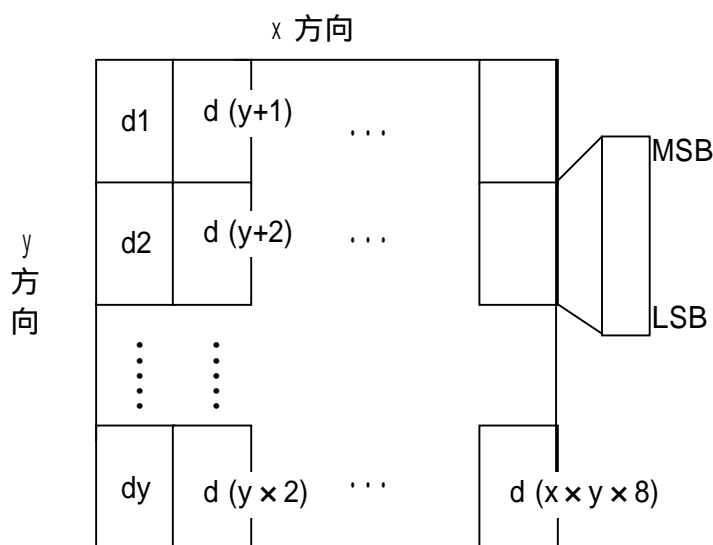 x 方向
d1 d (y+1) ...
MSB
d2 d (y+2) ...
y
方
向
LSB
dy d (y × 2) ... d (x × y × 8)